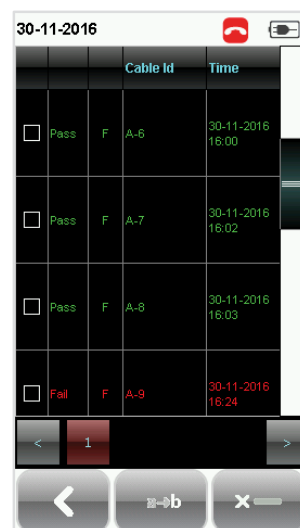 30-11-2016
Cable Id Time
Pass F A-6 30-11-2016
16:00
Pass F A-7 30-11-2016
16:02
Pass F A-8 30-11-2016
16:03
Fail F A-9 30-11-2016
16:24
< 1 >
a→b
x